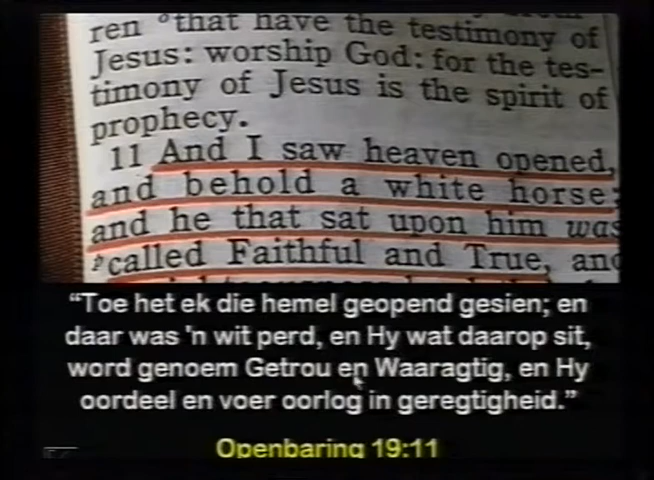 ren that have the testimony of
Jesus: worship God: for the tes-
timony of Jesus is the spirit of
prophecy.
11 And I saw heaven opened,
and behold a white horse;
and he that sat upon him was
called Faithful and True, and
“Toe het ek die hemel geopend gesien; en
daar was 'n wit perd, en Hy wat daarop sit,
word genoem Getrou en Waaragtig, en Hy
oordeel en voer oorlog in geregtigheid.”
Openbaring 19:11